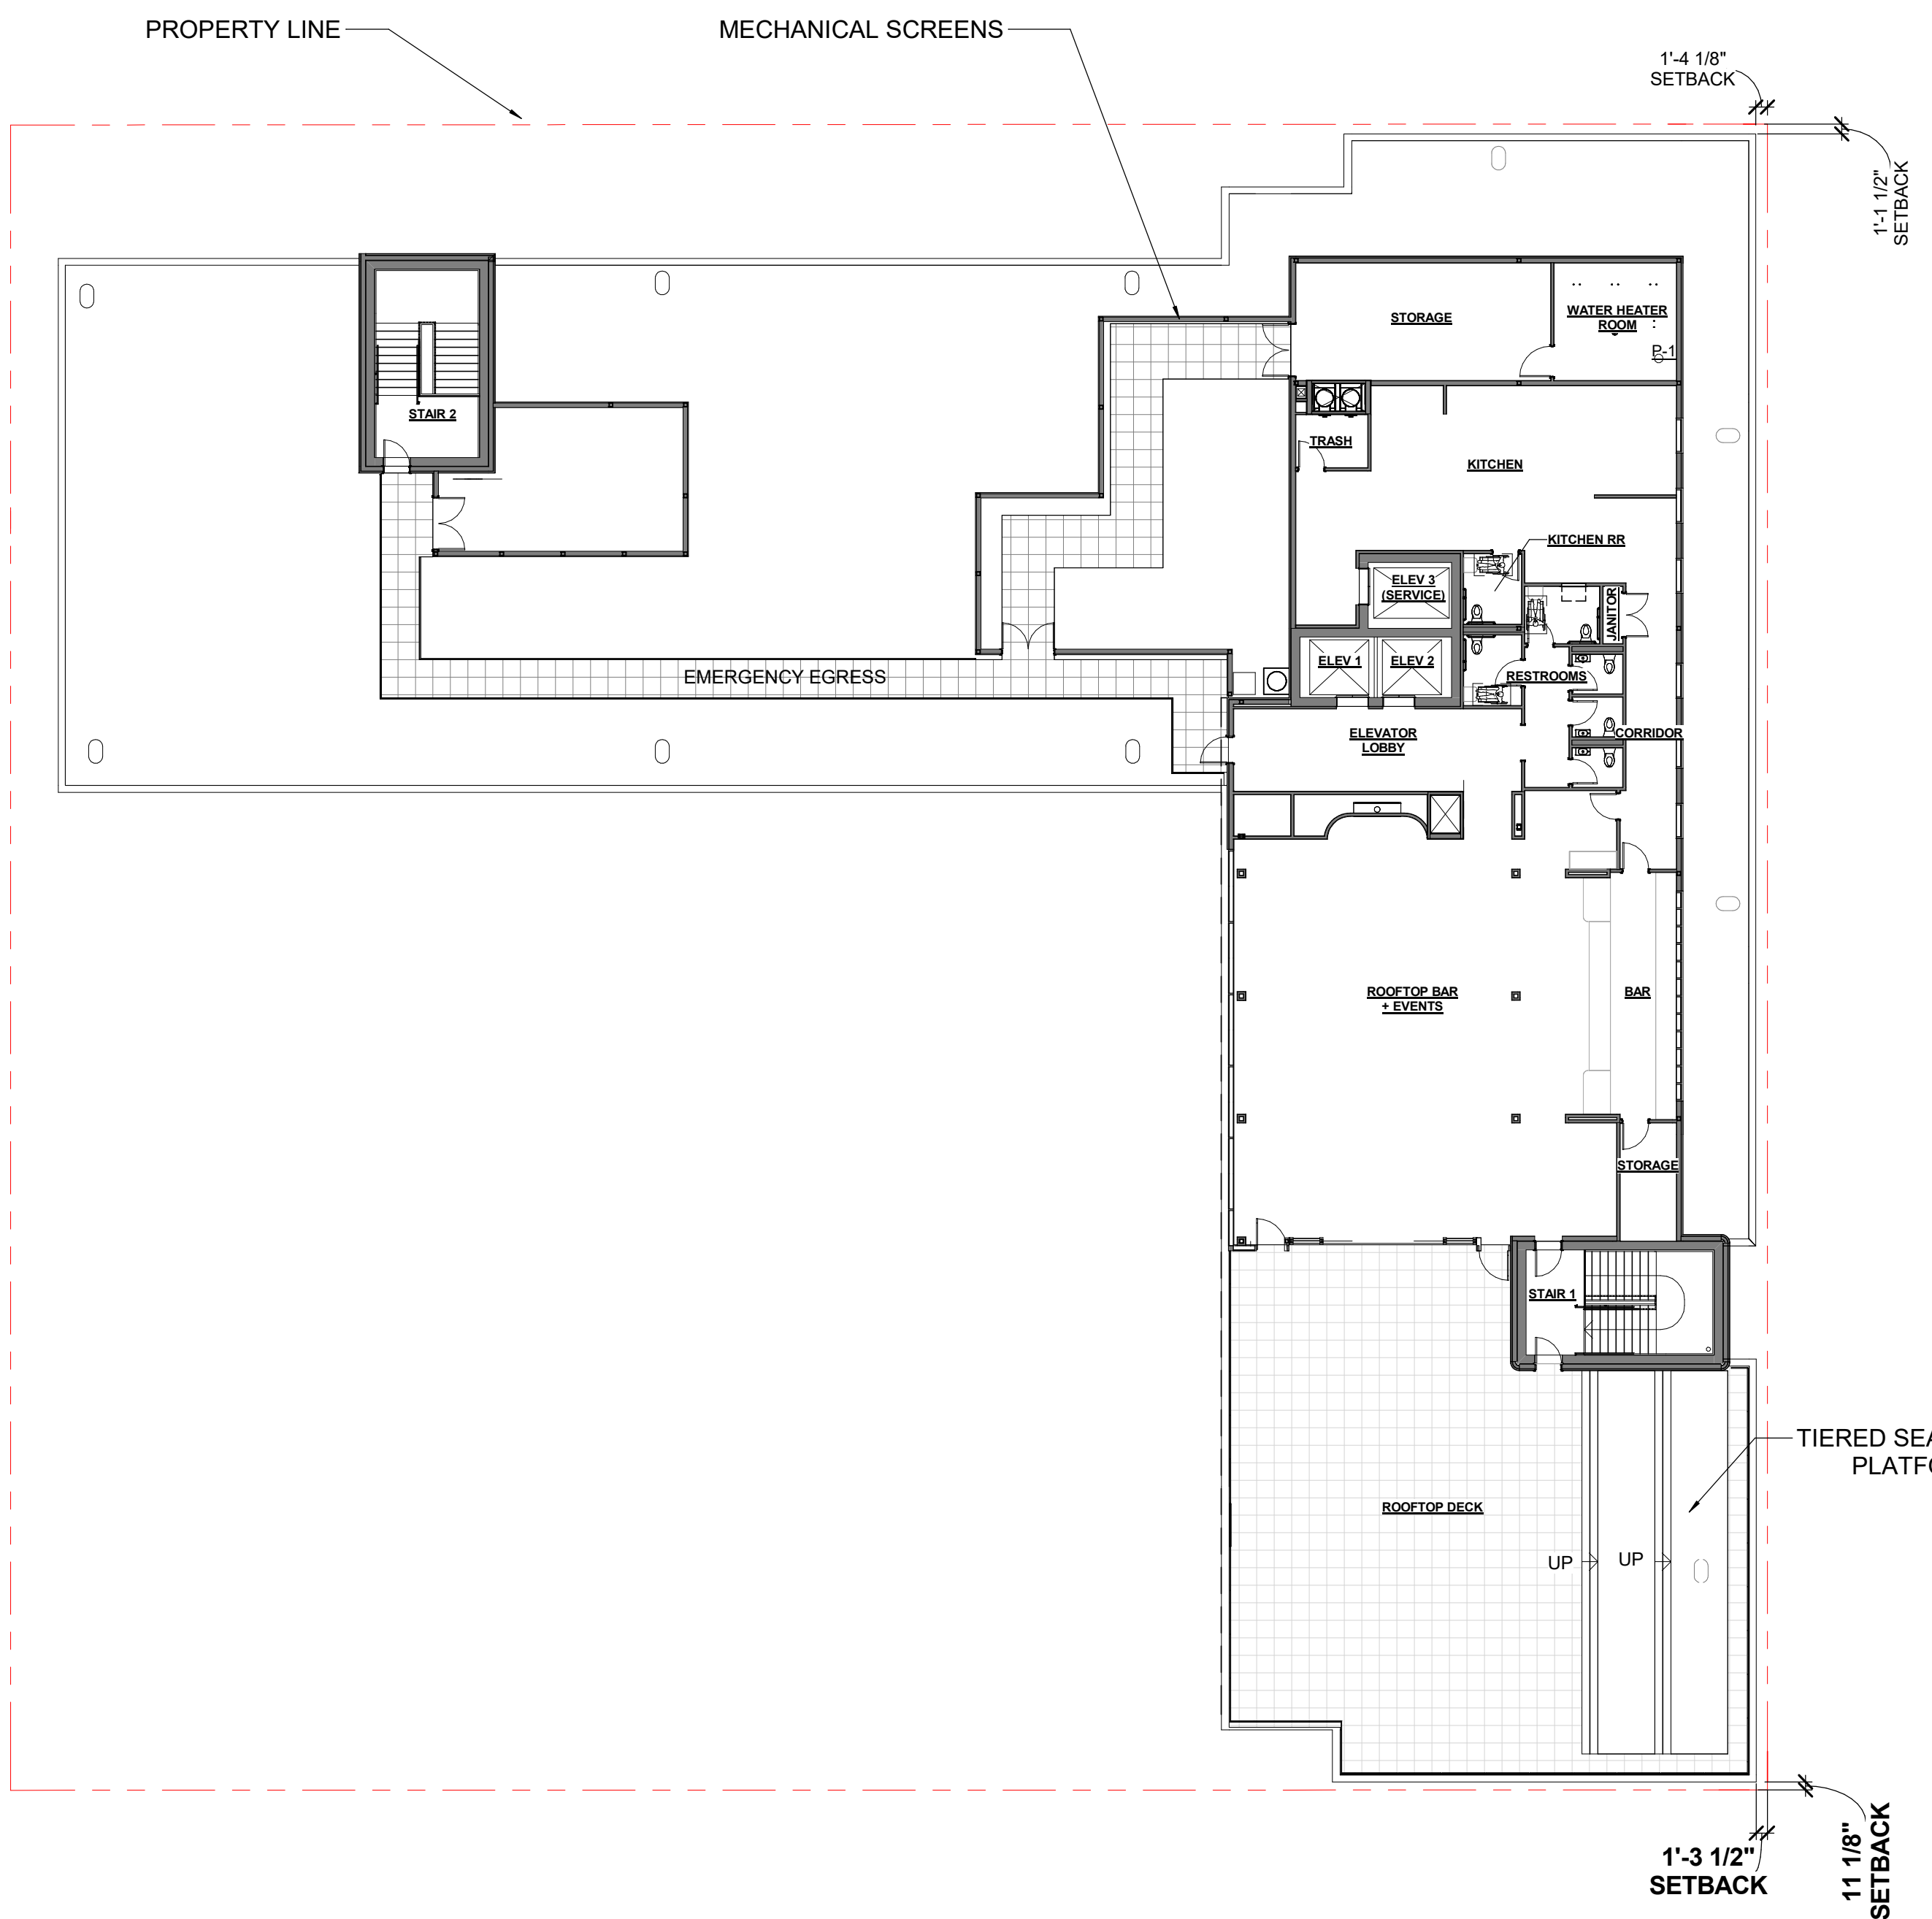 PROPERTY LINE
MECHANICAL SCREENS
1'-4 1/8"
SETBACK
1'-1 1/2"
SETBACK
STORAGE
WATER HEATER
ROOM
P-1
STAIR 2
TRASH
KITCHEN
KITCHEN RR
ELEV 3
(SERVICE)
JANITOR
ELEV 1
ELEV 2
RESTROOMS
EMERGENCY EGRESS
ELEVATOR
LOBBY
CORRIDOR
ROOFTOP BAR
+ EVENTS
BAR
STORAGE
STAIR 1
TIERED SEA
PLATFO
ROOFTOP DECK
UP
UP
1'-3 1/2"
SETBACK
11 1/8"
SETBACK